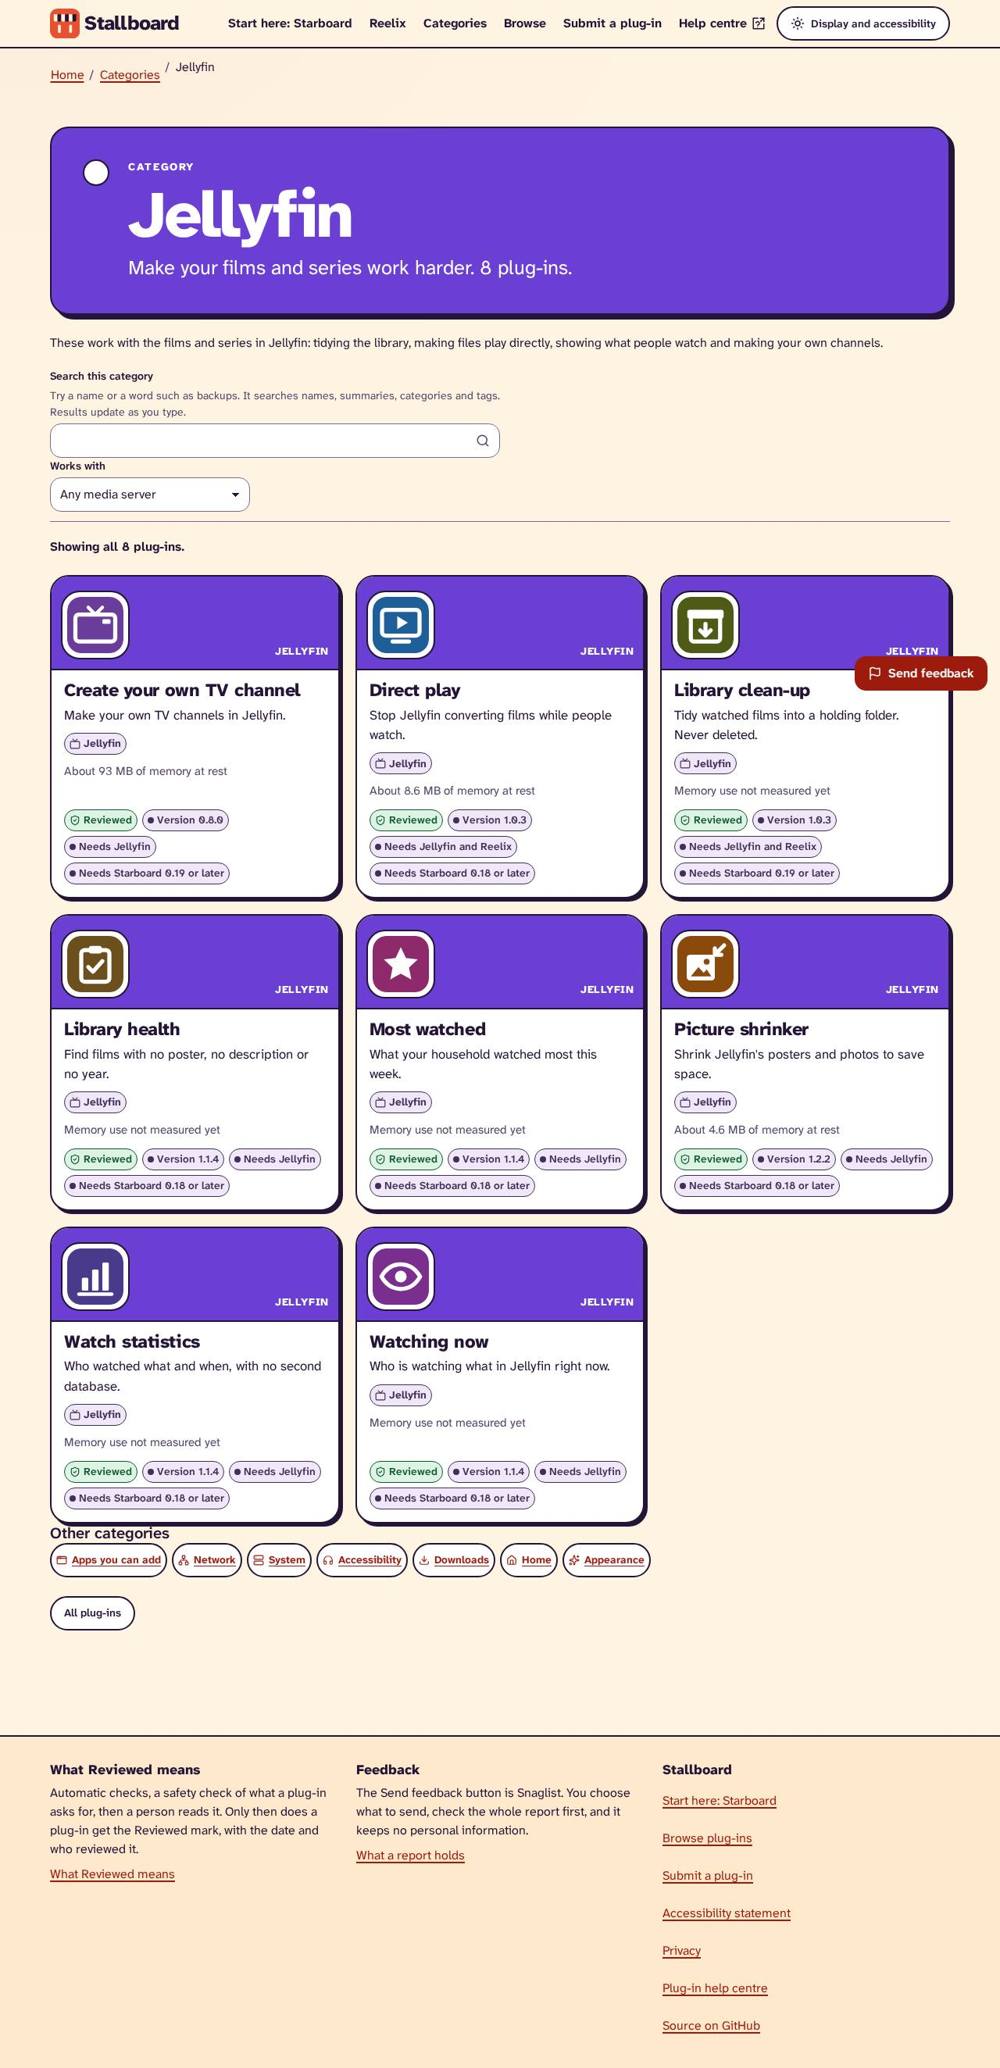 Stallboard
Start here: Starboard
Reelix
Categories
Browse
Submit a plug-in
Help centre
Display and accessibility
Home / Categories / Jellyfin
CATEGORY
Jellyfin
Make your films and series work harder. 8 plug-ins.
These work with the films and series in Jellyfin: tidying the library, making files play directly, showing what people watch and making your own channels.
Search this category
Try a name or a word such as backups. It searches names, summaries, categories and tags.
Results update as you type.
Works with
Any media server
Showing all 8 plug-ins.
JELLYFIN
Create your own TV channel
Make your own TV channels in Jellyfin.
Jellyfin
About 93 MB of memory at rest
Reviewed
Version 0.8.0
Needs Jellyfin
Needs Starboard 0.19 or later
JELLYFIN
Direct play
Stop Jellyfin converting films while people
watch.
Jellyfin
About 8.6 MB of memory at rest
Reviewed
Version 1.0.3
Needs Jellyfin and Reelix
Needs Starboard 0.18 or later
JELLYFIN
Send feedback
Library clean-up
Tidy watched films into a holding folder.
Never deleted.
Jellyfin
Memory use not measured yet
Reviewed
Version 1.0.3
Needs Jellyfin and Reelix
Needs Starboard 0.19 or later
JELLYFIN
Library health
Find films with no poster, no description or
no year.
Jellyfin
Memory use not measured yet
Reviewed
Version 1.1.4
Needs Jellyfin
Needs Starboard 0.18 or later
JELLYFIN
Most watched
What your household watched most this
week.
Jellyfin
Memory use not measured yet
Reviewed
Version 1.1.4
Needs Jellyfin
Needs Starboard 0.18 or later
JELLYFIN
Picture shrinker
Shrink Jellyfin's posters and photos to save
space.
Jellyfin
About 4.6 MB of memory at rest
Reviewed
Version 1.2.2
Needs Jellyfin
Needs Starboard 0.18 or later
JELLYFIN
Watch statistics
Who watched what and when, with no second
database.
Jellyfin
Memory use not measured yet
Reviewed
Version 1.1.4
Needs Jellyfin
Needs Starboard 0.18 or later
JELLYFIN
Watching now
Who is watching what in Jellyfin right now.
Jellyfin
Memory use not measured yet
Reviewed
Version 1.1.4
Needs Jellyfin
Needs Starboard 0.18 or later
Other categories
Apps you can add
Network
System
Accessibility
Downloads
Home
Appearance
All plug-ins
What Reviewed means
Automatic checks, a safety check of what a plug-in
asks for, then a person reads it. Only then does a
plug-in get the Reviewed mark, with the date and
who reviewed it.
What Reviewed means
Feedback
The Send feedback button is Snaglist. You choose
what to send, check the whole report first, and it
keeps no personal information.
What a report holds
Stallboard
Start here: Starboard
Browse plug-ins
Submit a plug-in
Accessibility statement
Privacy
Plug-in help centre
Source on GitHub